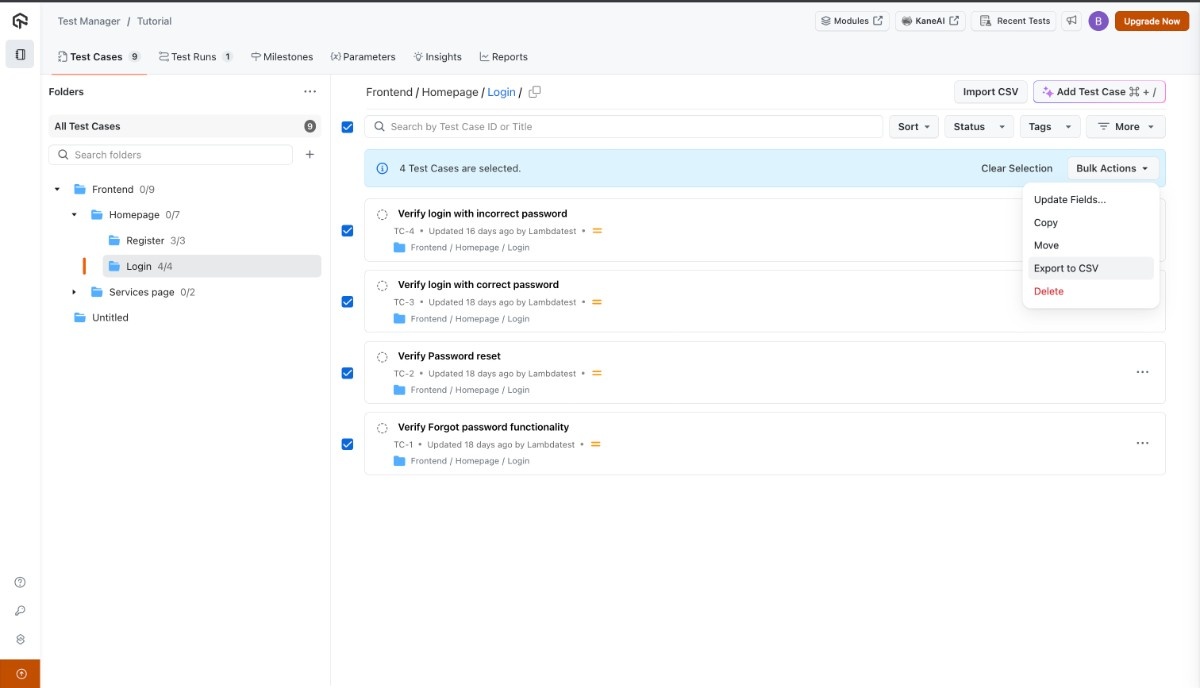 Test Manager / Tutorial
Modules
KaneAI
Recent Tests
B
Upgrade Now
Test Cases 9
Test Runs 1
Milestones
Parameters
Insights
Reports
Folders
All Test Cases 9
Search folders
Frontend 0/9
Homepage 0/7
Register 3/3
Login 4/4
Services page 0/2
Untitled
Frontend / Homepage / Login /
Import CSV
Add Test Case ⌘ + /
Search by Test Case ID or Title
Sort
Status
Tags
More
4 Test Cases are selected.
Clear Selection
Bulk Actions
Update Fields...
Copy
Move
Export to CSV
Delete
Verify login with incorrect password
TC-4 • Updated 16 days ago by Lambdatest •
Frontend / Homepage / Login
Verify login with correct password
TC-3 • Updated 18 days ago by Lambdatest •
Frontend / Homepage / Login
Verify Password reset
TC-2 • Updated 18 days ago by Lambdatest •
Frontend / Homepage / Login
Verify Forgot password functionality
TC-1 • Updated 18 days ago by Lambdatest •
Frontend / Homepage / Login